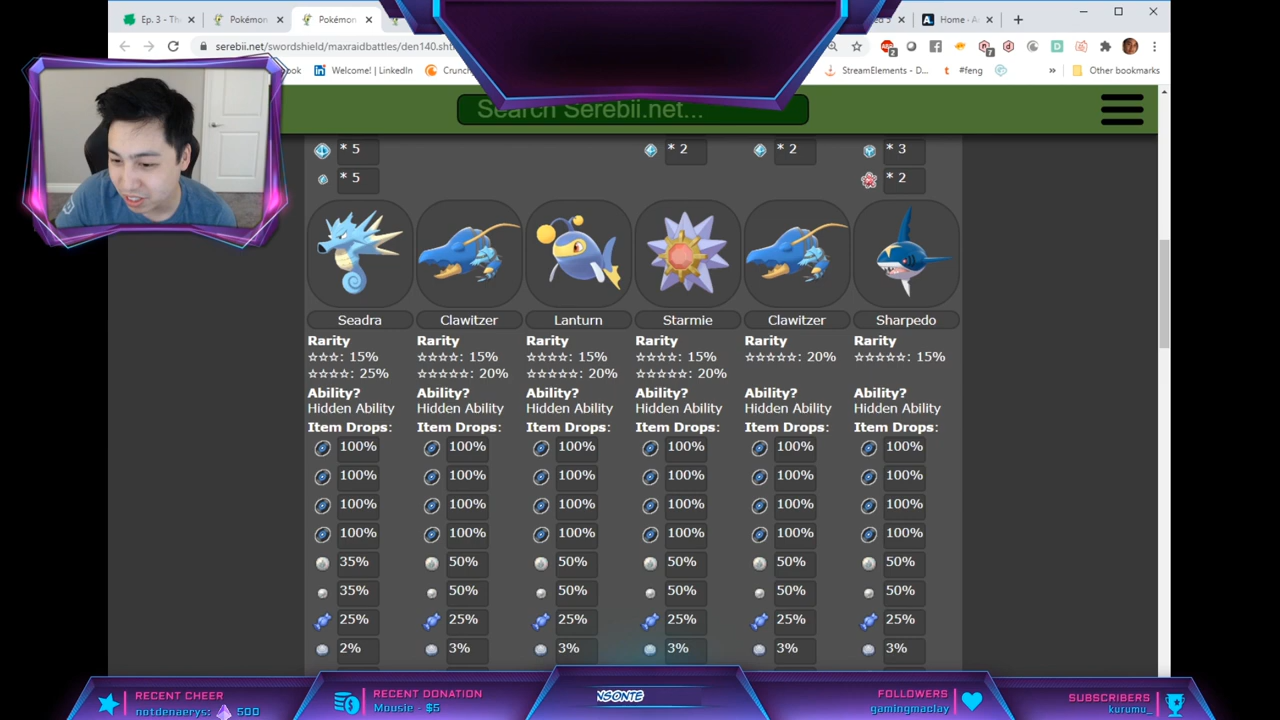 Ep. 3 - Th
Pokémon
Pokémon
Home - A
serebii.net/swordshield/maxraidbattles/den140.sht
ook
Welcome! | LinkedIn
Crunch
StreamElements - D...
#feng
»
Other bookmarks
Search Serebii.net...
* 5 * 2 * 2 * 3
* 5 * 2
Seadra Clawitzer Lanturn Starmie Clawitzer Sharpedo
Rarity Rarity Rarity Rarity Rarity Rarity
☆☆☆: 15% ☆☆☆☆: 15% ☆☆☆☆: 15% ☆☆☆☆: 15% ☆☆☆☆☆: 20% ☆☆☆☆☆: 15%
☆☆☆☆: 25% ☆☆☆☆☆: 20% ☆☆☆☆☆: 20% ☆☆☆☆☆: 20%
Ability? Ability? Ability? Ability? Ability? Ability?
Hidden Ability Hidden Ability Hidden Ability Hidden Ability Hidden Ability Hidden Ability
Item Drops: Item Drops: Item Drops: Item Drops: Item Drops: Item Drops:
100% 100% 100% 100% 100% 100%
100% 100% 100% 100% 100% 100%
100% 100% 100% 100% 100% 100%
100% 100% 100% 100% 100% 100%
35% 50% 50% 50% 50% 50%
35% 50% 50% 50% 50% 50%
25% 25% 25% 25% 25% 25%
2% 3% 3% 3% 3% 3%
RECENT CHEER
notdenaerys: 500
RECENT DONATION
Mousie - $5
NSONTE
FOLLOWERS
gamingmaclay
SUBSCRIBERS
kurumu_